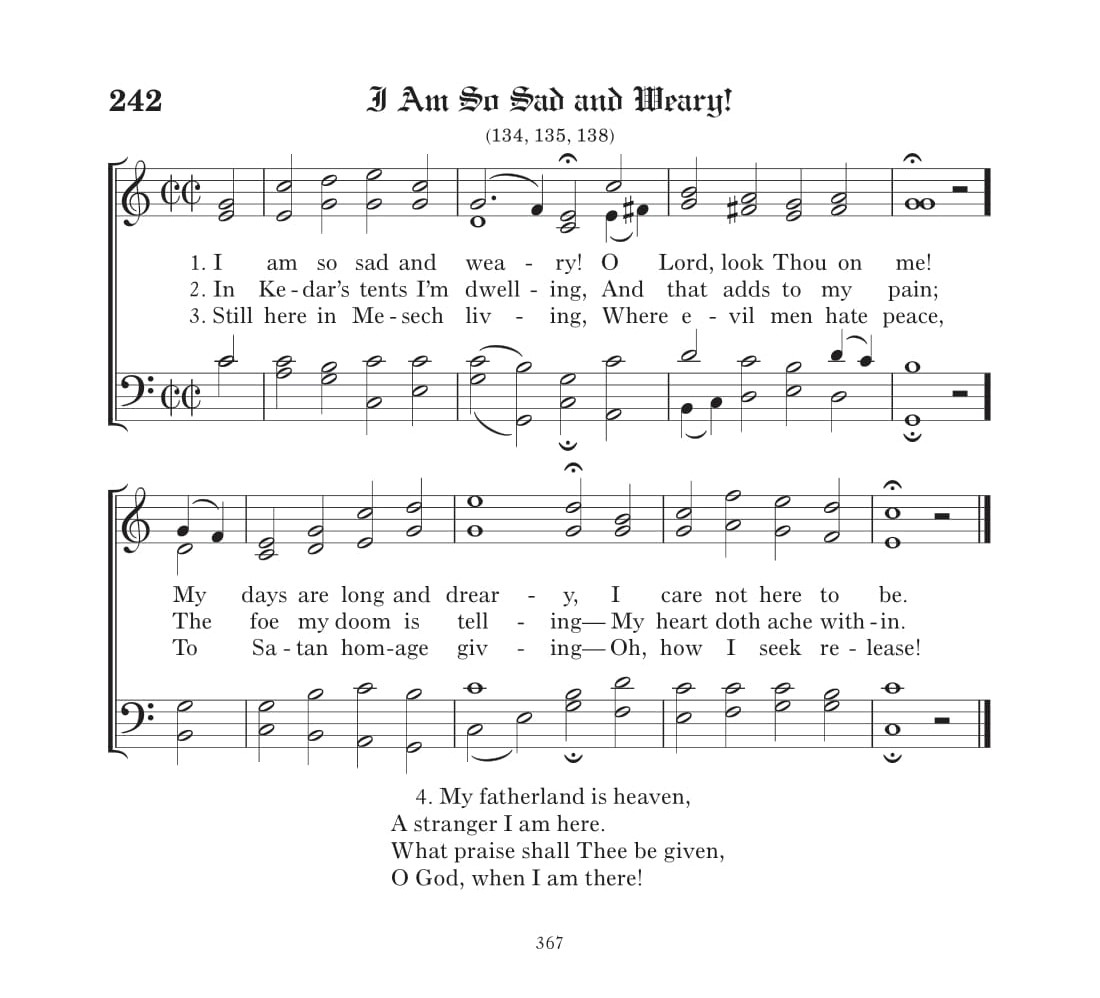 242 I Am So Sad and Weary!
(134, 135, 138)
1. I am so sad and wea - ry! O Lord, look Thou on me!
2. In Ke - dar’s tents I’m dwell - ing, And that adds to my pain;
3. Still here in Me - sech liv - ing, Where e - vil men hate peace,
My days are long and drear - y, I care not here to be.
The foe my doom is tell - ing— My heart doth ache with - in.
To Sa - tan hom - age giv - ing— Oh, how I seek re - lease!
4. My fatherland is heaven,
A stranger I am here.
What praise shall Thee be given,
O God, when I am there!
367